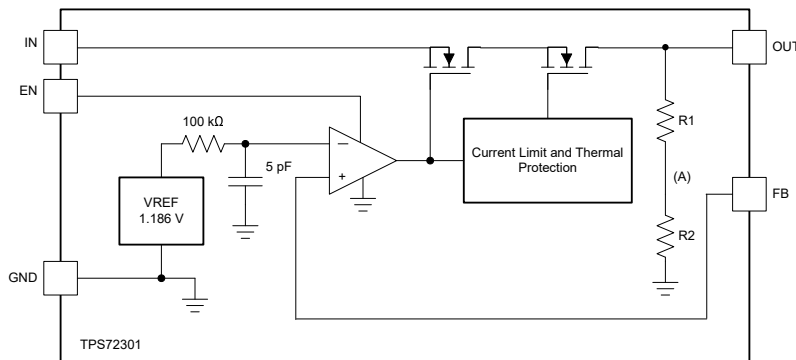 IN
OUT
EN
100 kΩ
R1
5 pF
−
+
Current Limit and Thermal
Protection
(A)
FB
VREF
1.186 V
R2
GND
TPS72301